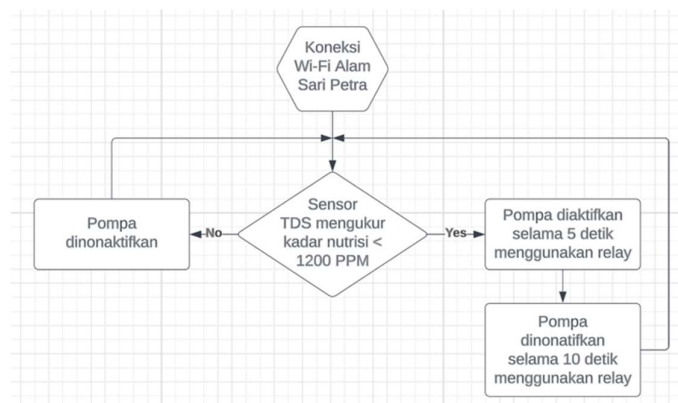 Koneksi
Wi-Fi Alam
Sari Petra
Sensor
TDS mengukur
kadar nutrisi <
1200 PPM
No
Pompa
dinonaktifkan
Yes
Pompa diaktifkan
selama 5 detik
menggunakan relay
Pompa
dinonatifkan
selama 10 detik
menggunakan relay